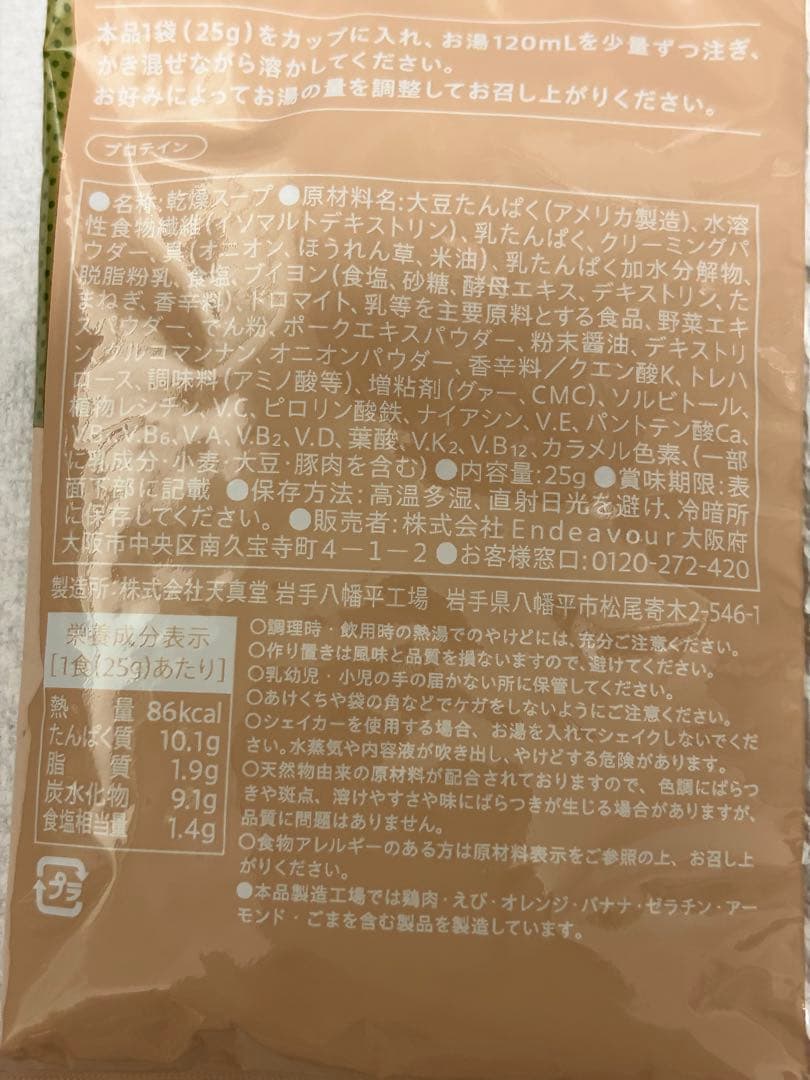 本品1袋(25g)をカップに入れ、お湯120mLを少量ずつ注ぎ、
かき混ぜながら溶かしてください。
お好みによってお湯の量を調整してお召し上がりください。
プロテイン
●名称:乾燥スープ ●原材料名:大豆たんぱく(アメリカ製造)、水溶
性食物繊維(イソマルトデキストリン)、乳たんぱく、クリーミングパ
ウダー、具(オニオン、ほうれん草、米油)、乳たんぱく加水分解物、
脱脂粉乳、食塩、ブイヨン(食塩、砂糖、酵母エキス、デキストリン、た
まねぎ、香辛料)、ドロマイト、乳等を主要原料とする食品、野菜エキ
スパウダー、でん粉、ポークエキスパウダー、粉末醤油、デキストリ
ン、グルコマンナン、オニオンパウダー、香辛料/クエン酸K、トレハ
ロース、調味料(アミノ酸等)、増粘剤(グァー、CMC)、ソルビトール、
植物レシチン、V.C、ピロリン酸鉄、ナイアシン、V.E、パントテン酸Ca、
V.B₆、V.A、V.B₂、V.D、葉酸、V.K₂、V.B₁₂、カラメル色素、(一部
に乳成分・小麦・大豆・豚肉を含む) ●内容量:25g ●賞味期限:表
面下部に記載 ●保存方法:高温多湿、直射日光を避け、冷暗所
に保存してください。 ●販売者:株式会社Endeavour大阪府
大阪市中央区南久宝寺町4-1-2 ●お客様窓口:0120-272-420
製造所:株式会社天真堂 岩手八幡平工場 岩手県八幡平市松尾寄木2-546-1
栄養成分表示
[1食(25g)あたり]
熱量 86kcal
たんぱく質 10.1g
脂質 1.9g
炭水化物 9.1g
食塩相当量 1.4g
プラ
○調理時・飲用時の熱湯でのやけどには、充分ご注意ください。
○作り置きは風味と品質を損ないますので、避けてください。
○乳幼児・小児の手の届かない所に保管してください。
○あけくちや袋の角などでケガをしないようにご注意ください。
○シェイカーを使用する場合、お湯を入れてシェイクしないでくだ
さい。水蒸気や内容液が吹き出し、やけどする危険があります。
○天然物由来の原材料が配合されておりますので、色調にばらつ
きや斑点、溶けやすさや味にばらつきが生じる場合がありますが、
品質に問題はありません。
○食物アレルギーのある方は原材料表示をご参照の上、お召し上
がりください。
●本品製造工場では鶏肉・えび・オレンジ・バナナ・ゼラチン・アー
モンド・ごまを含む製品を製造しています。